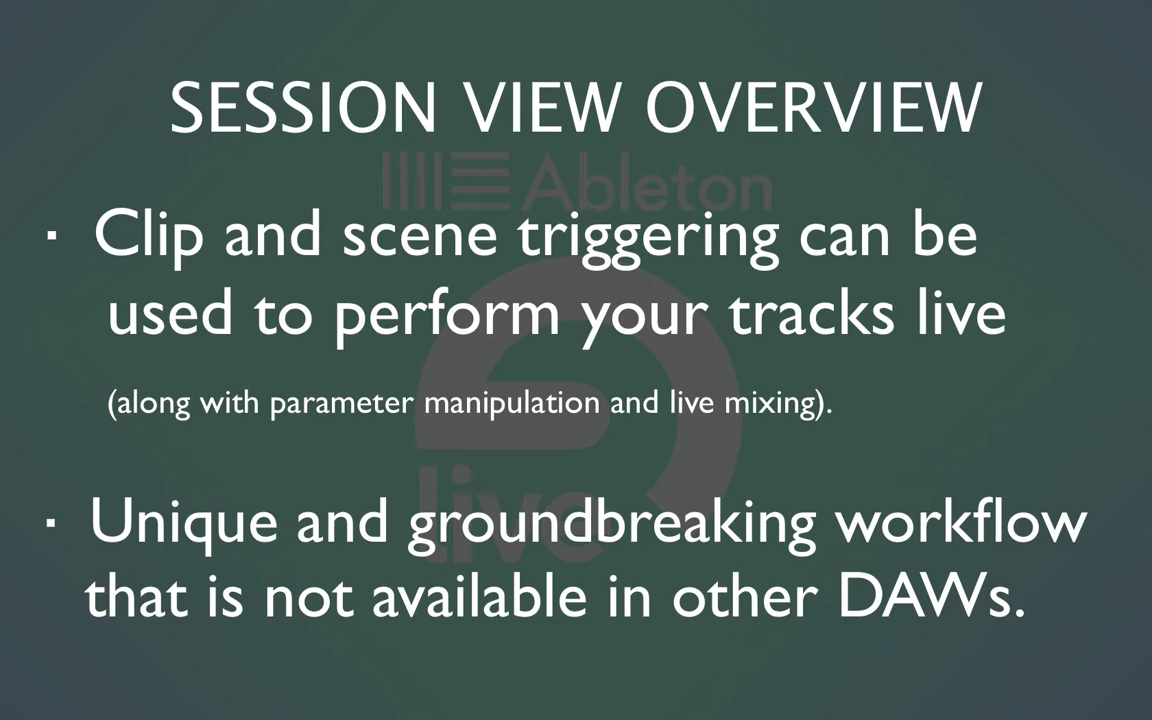 SESSION VIEW OVERVIEW
Ableton
· Clip and scene triggering can be
used to perform your tracks live
(along with parameter manipulation and live mixing).
live
· Unique and groundbreaking workflow
that is not available in other DAWs.